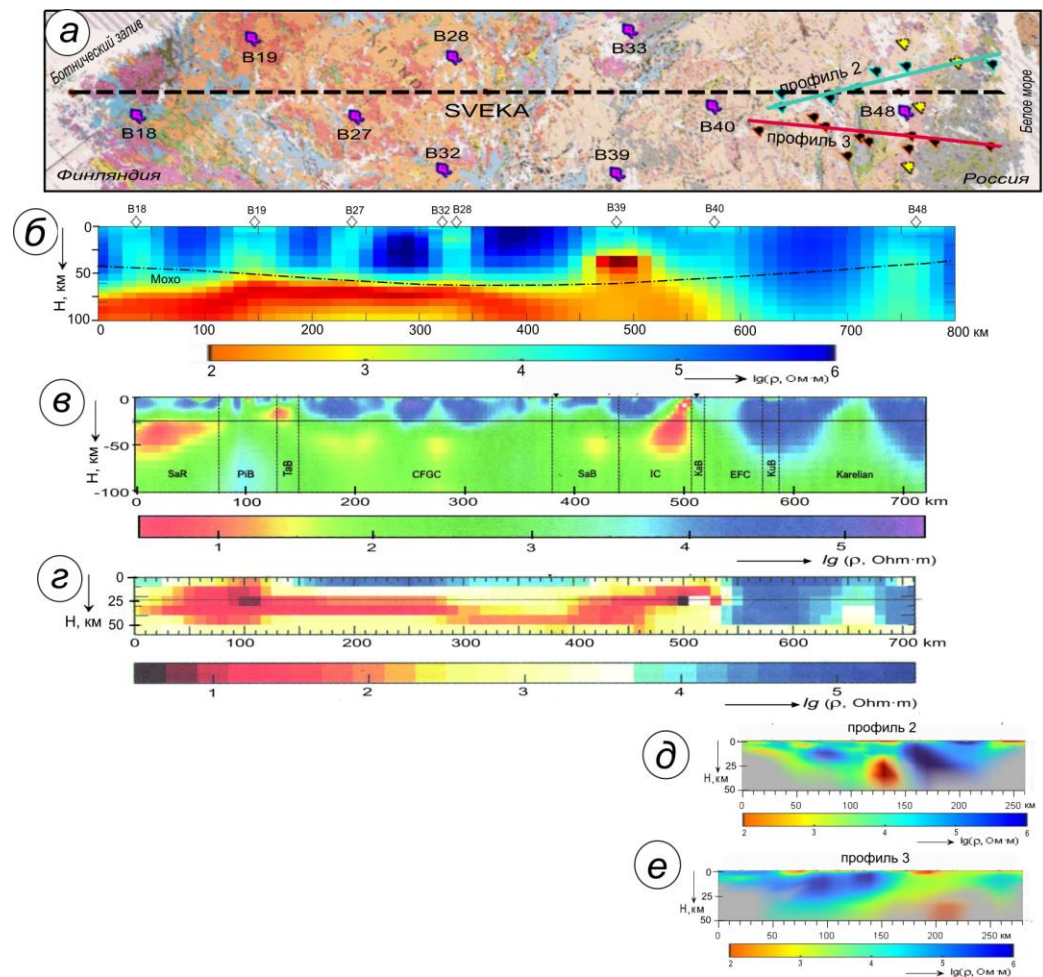 а
Ботнический залив
B19
B28
B33
профиль 2
SVEKA
B18
B27
B40
B48
Белое море
B32
B39
профиль 3
Финляндия
Россия
б
B18 B19 B27 B32 B28 B39 B40 B48
0
50
100
H, км
Мохо
0 100 200 300 400 500 600 700 800 км
2 3 4 5 6
lg(ρ, Ом·м)
в
0
-50
-100
H, км
SaR PiB TaB CFGC SaB IC KaB EFC KuB Karelian
0 100 200 300 400 500 600 700 km
1 2 3 4 5
lg (ρ, Ohm·m)
г
0
25
50
H, км
0 100 200 300 400 500 600 700 km
1 2 3 4 5
lg (ρ, Ohm·m)
д
профиль 2
0
25
50
H, км
0 50 100 150 200 250 км
2 3 4 5 6
lg(ρ, Ом·м)
е
профиль 3
0
25
50
H, км
0 50 100 150 200 250 км
2 3 4 5 6
lg(ρ, Ом·м)